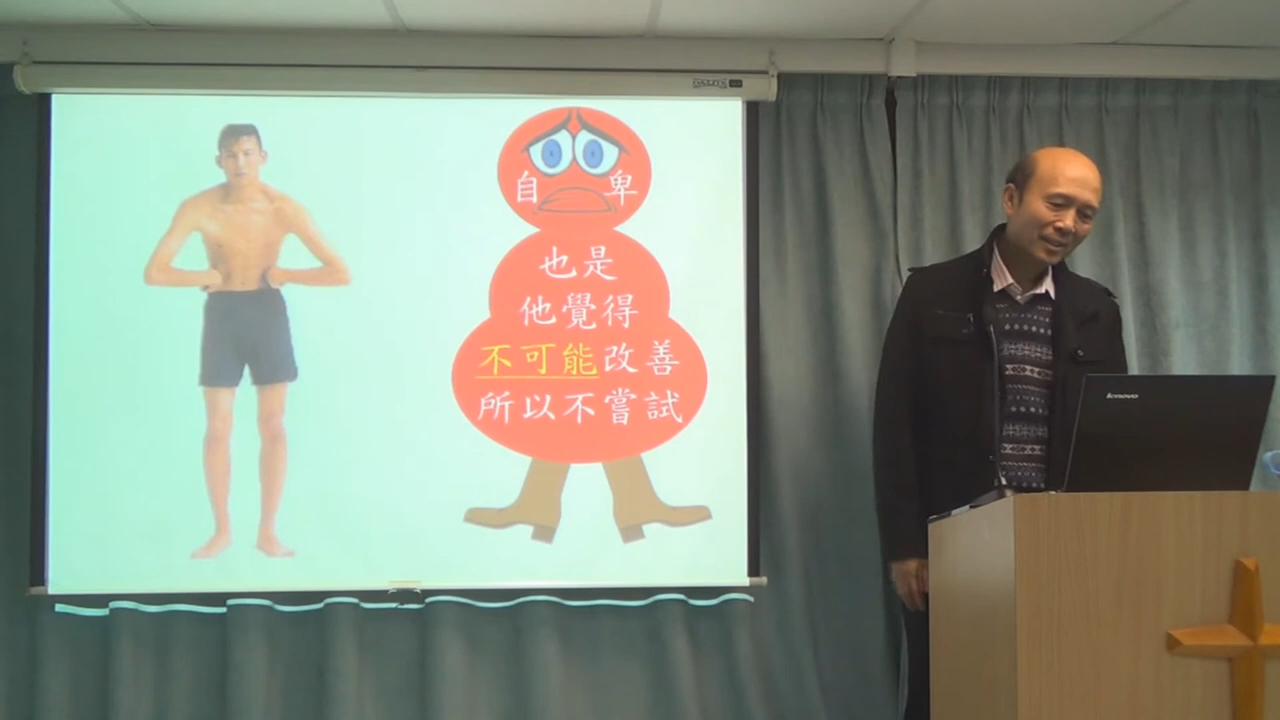 自卑
也是
他覺得
不可能改善
所以不嘗試
lenovo